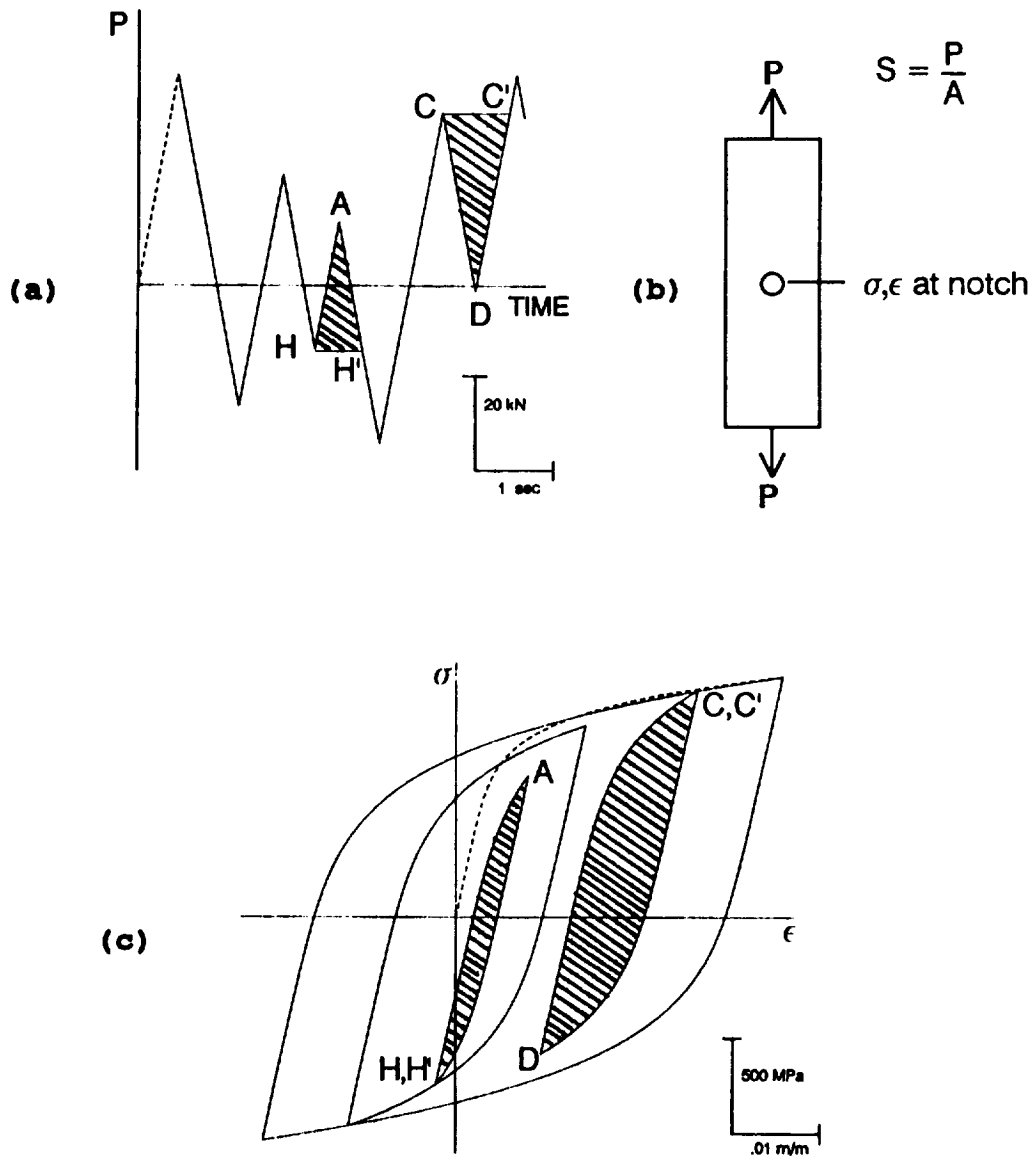 P
C
C'
A
H
H'
D
TIME
20 kN
1 sec
(a)
P
S = P/A
(b)
σ,ϵ at notch
P
σ
C,C'
A
ϵ
(c)
H,H'
D
500 MPa
.01 m/m